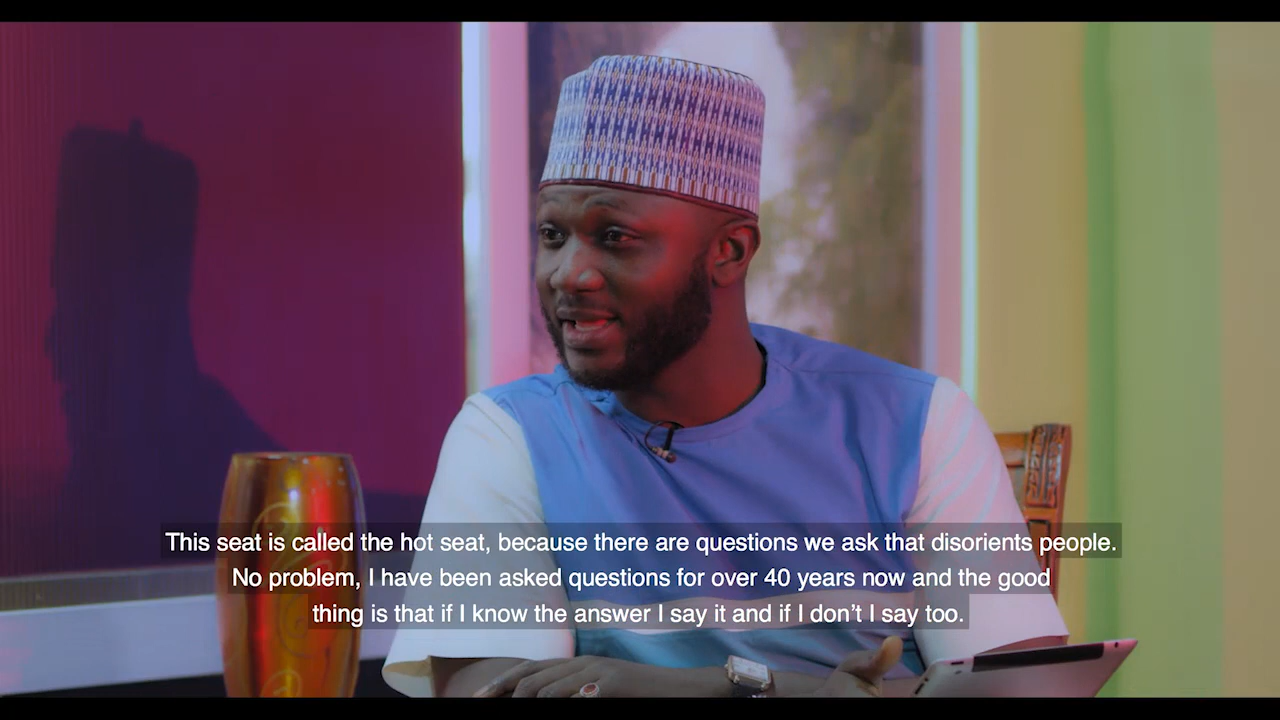 This seat is called the hot seat, because there are questions we ask that disorients people.
No problem, I have been asked questions for over 40 years now and the good
thing is that if I know the answer I say it and if I don’t I say too.